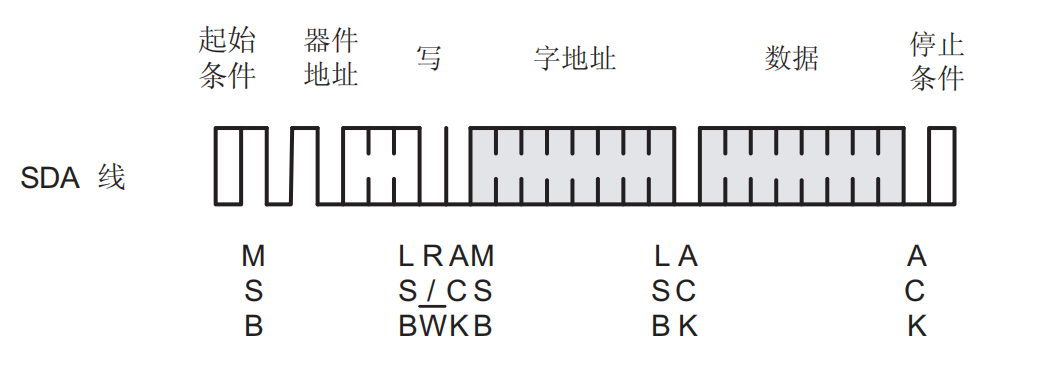 起始 器件 写 字地址 数据 停止
条件 地址 条件
SDA 线
M L R A M L A A
S S / C S S C C
B B W K B B K K